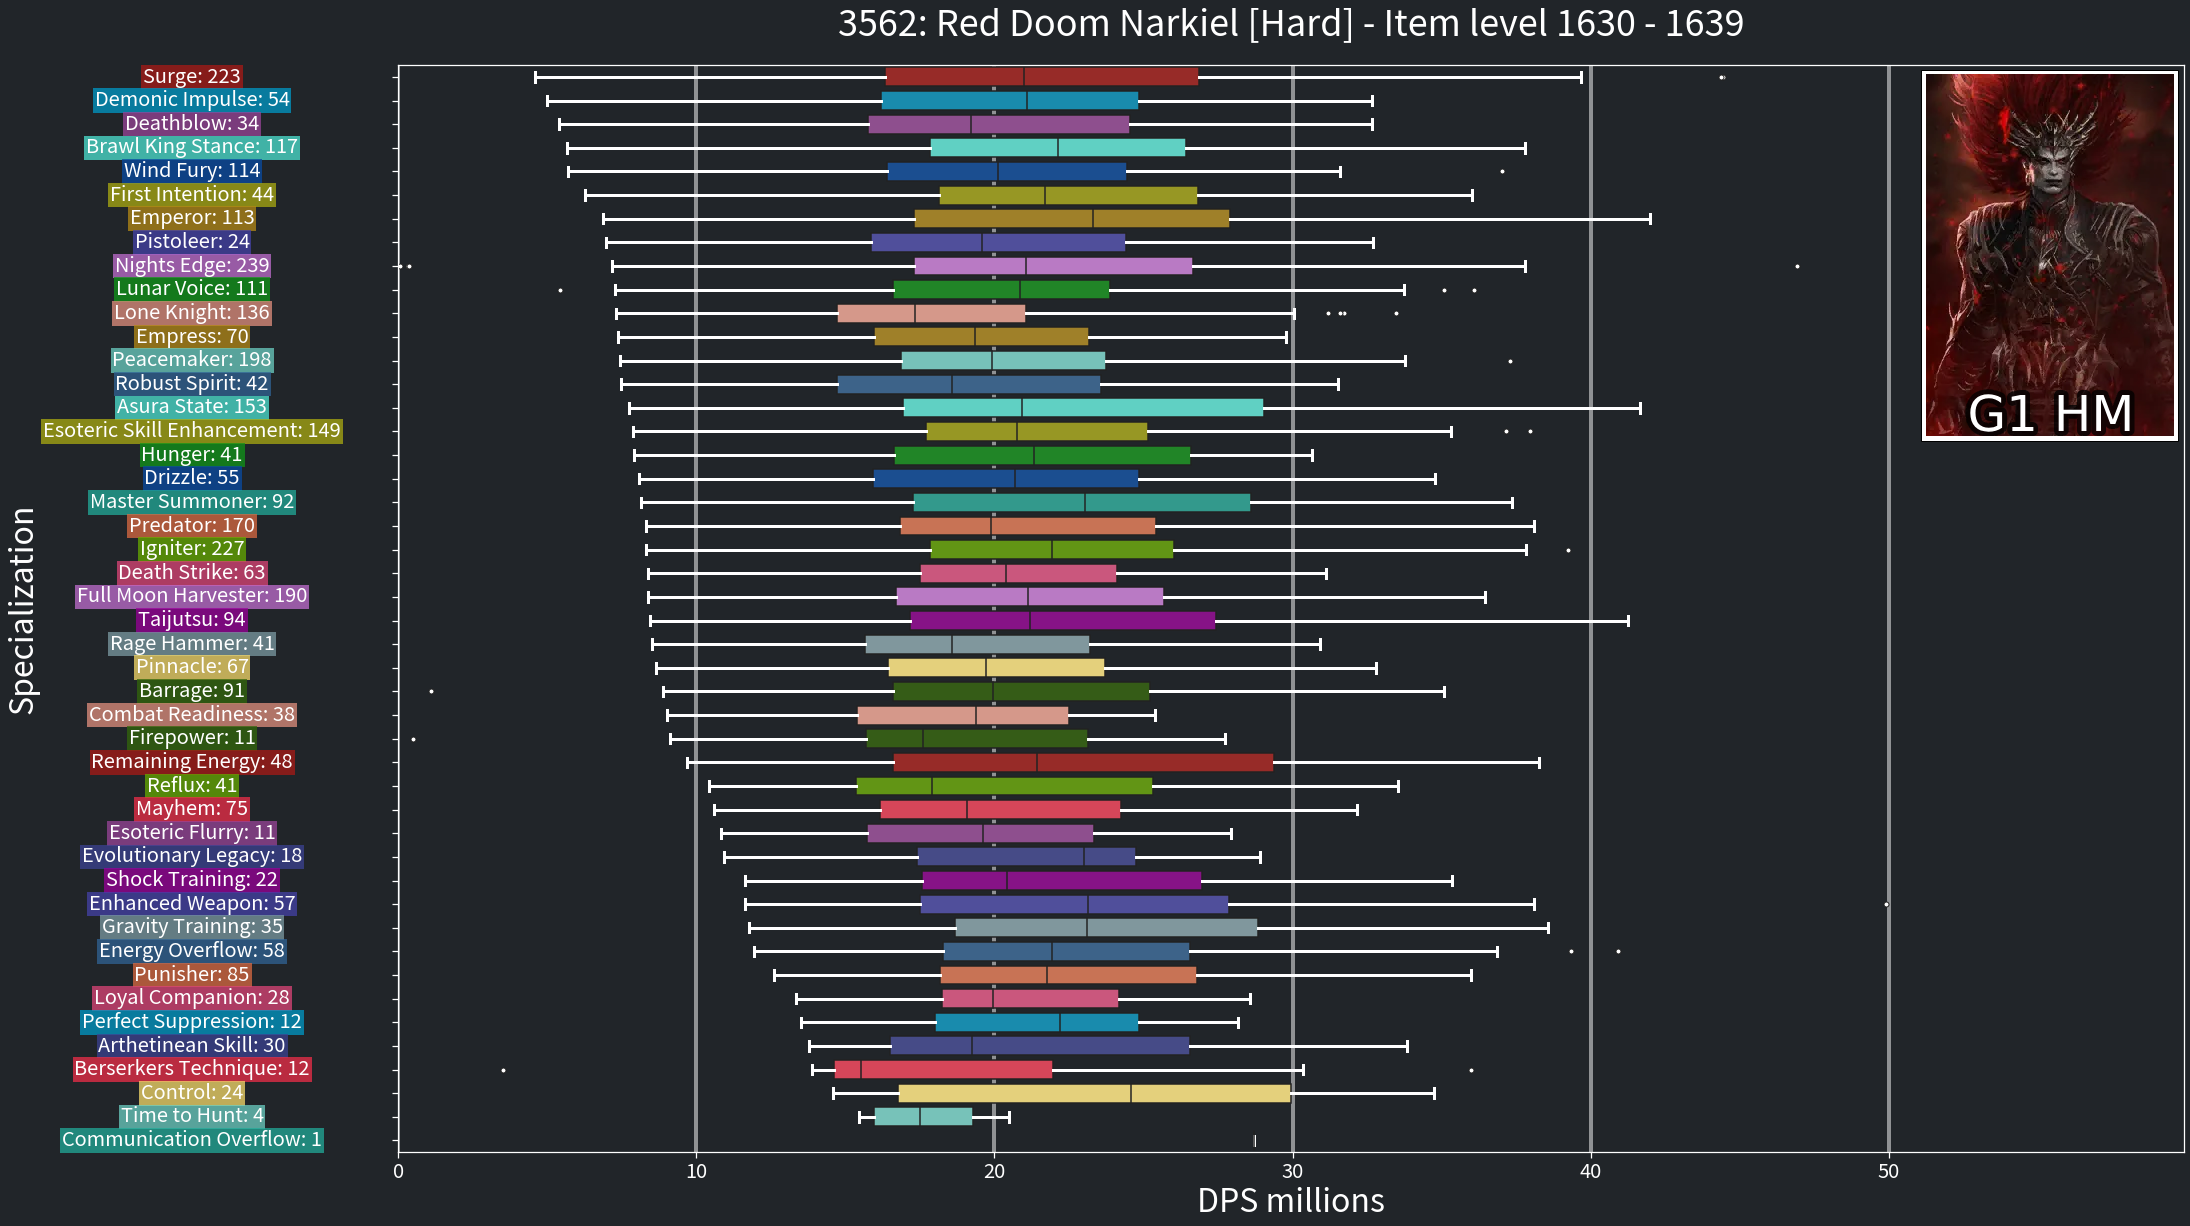 3562: Red Doom Narkiel [Hard] - Item level 1630 - 1639
Surge: 223
Demonic Impulse: 54
Deathblow: 34
Brawl King Stance: 117
Wind Fury: 114
First Intention: 44
Emperor: 113
Pistoleer: 24
Nights Edge: 239
Lunar Voice: 111
Lone Knight: 136
Empress: 70
Peacemaker: 198
Robust Spirit: 42
Asura State: 153
Esoteric Skill Enhancement: 149
Hunger: 41
Drizzle: 55
Master Summoner: 92
Predator: 170
Igniter: 227
Death Strike: 63
Full Moon Harvester: 190
Taijutsu: 94
Rage Hammer: 41
Pinnacle: 67
Barrage: 91
Combat Readiness: 38
Firepower: 11
Remaining Energy: 48
Reflux: 41
Mayhem: 75
Esoteric Flurry: 11
Evolutionary Legacy: 18
Shock Training: 22
Enhanced Weapon: 57
Gravity Training: 35
Energy Overflow: 58
Punisher: 85
Loyal Companion: 28
Perfect Suppression: 12
Arthetinean Skill: 30
Berserkers Technique: 12
Control: 24
Time to Hunt: 4
Communication Overflow: 1
Specialization
0 10 20 30 40 50
DPS millions
G1 HM